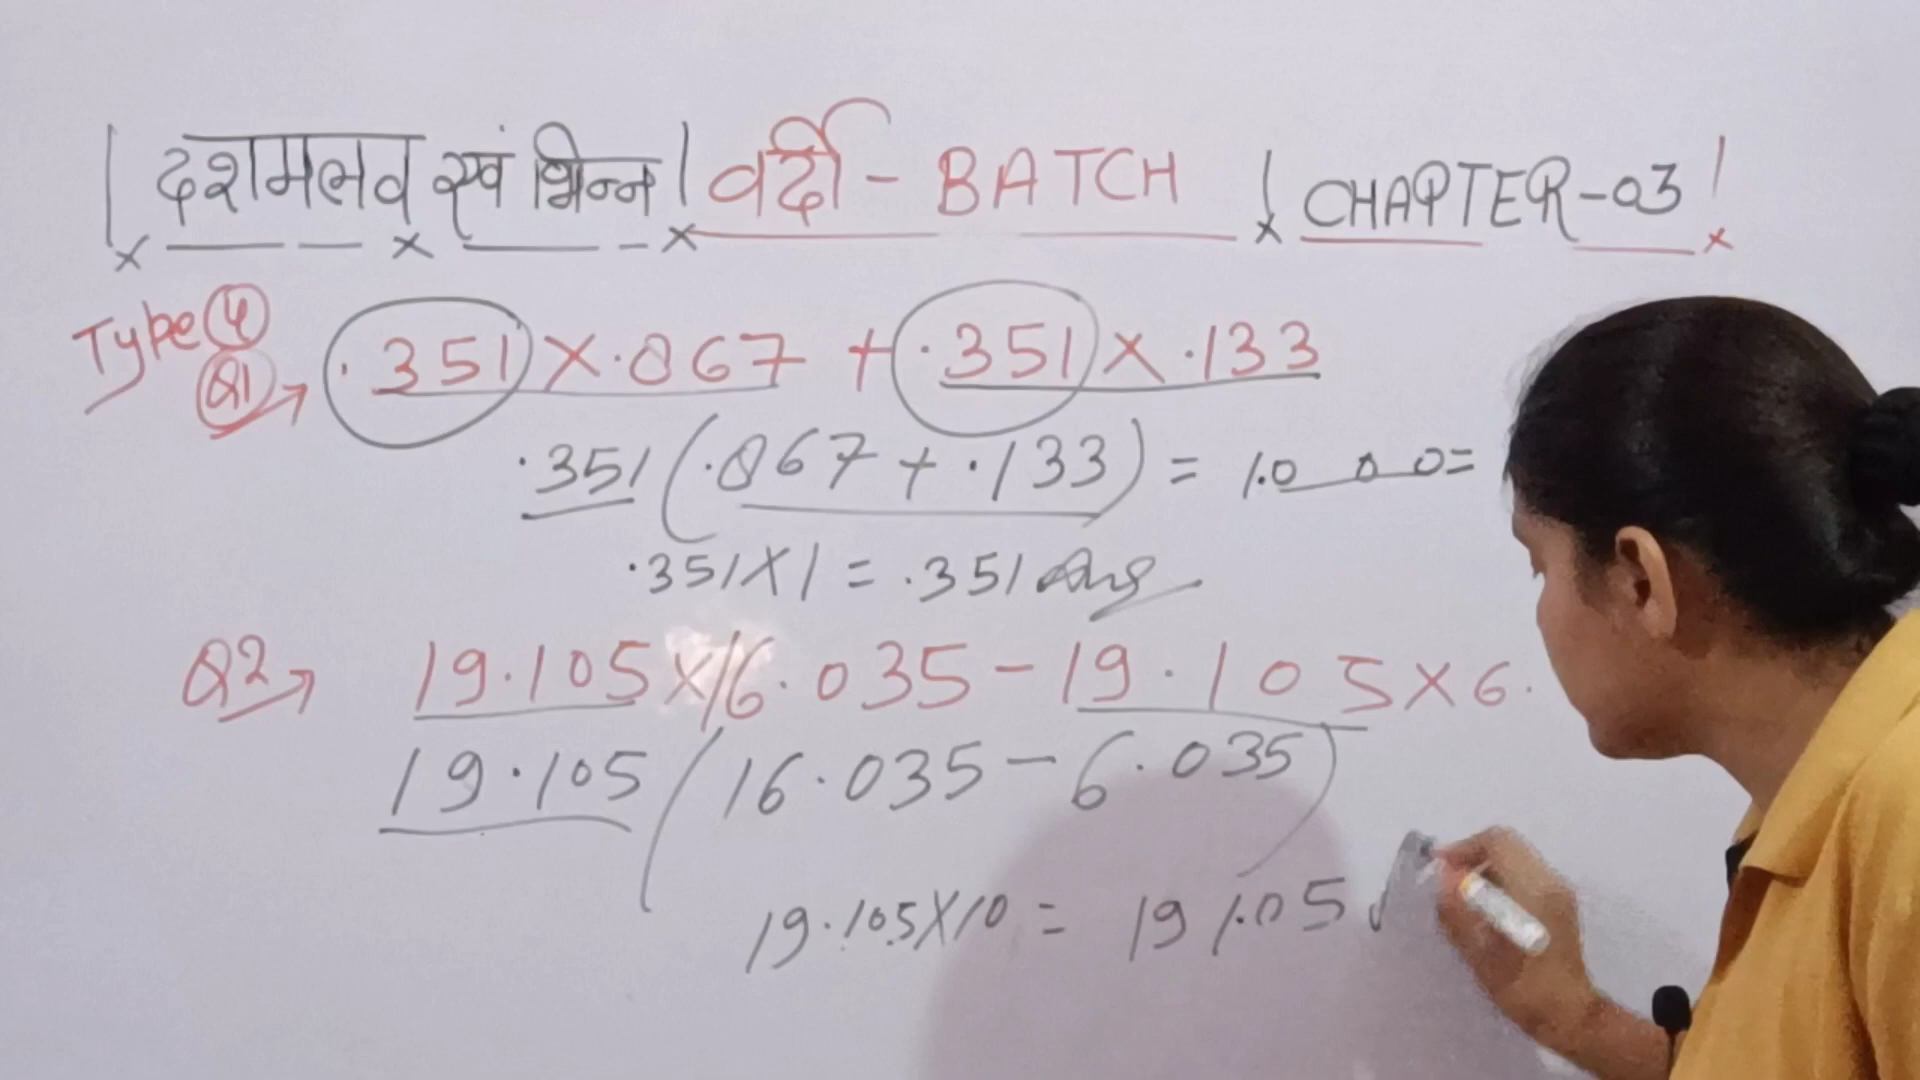 | दशमलव एवं भिन्न | वर्दी - BATCH | CHAPTER-03 |
Type ④
Q1→ .351 × .867 + .351 × .133
.351 (.867 + .133) = 1.000 =
.351 × 1 = .351 Ans
Q2→ 19.105 × 16.035 - 19.105 × 6.
19.105 (16.035 - 6.035)
19.105 × 10 = 191.05